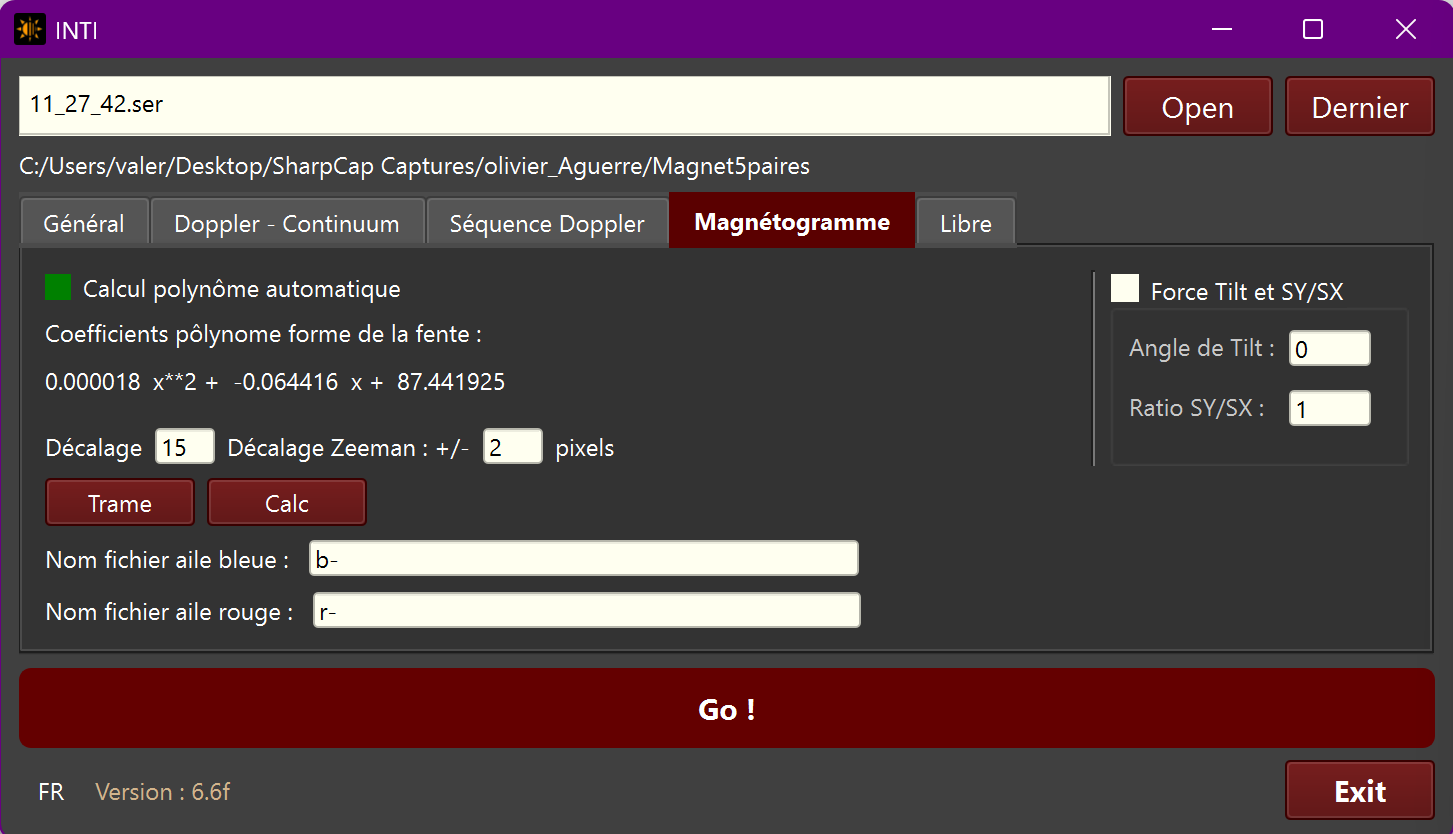 INTI
11_27_42.ser
Open
Dernier
C:/Users/valer/Desktop/SharpCap Captures/olivier_Aguerre/Magnet5paires
Général
Doppler - Continuum
Séquence Doppler
Magnétogramme
Libre
Calcul polynôme automatique
Coefficients pôlynome forme de la fente :
0.000018 x**2 + -0.064416 x + 87.441925
Décalage 15 Décalage Zeeman : +/- 2 pixels
Trame
Calc
Nom fichier aile bleue : b-
Nom fichier aile rouge : r-
Force Tilt et SY/SX
Angle de Tilt : 0
Ratio SY/SX : 1
Go !
FR Version : 6.6f
Exit